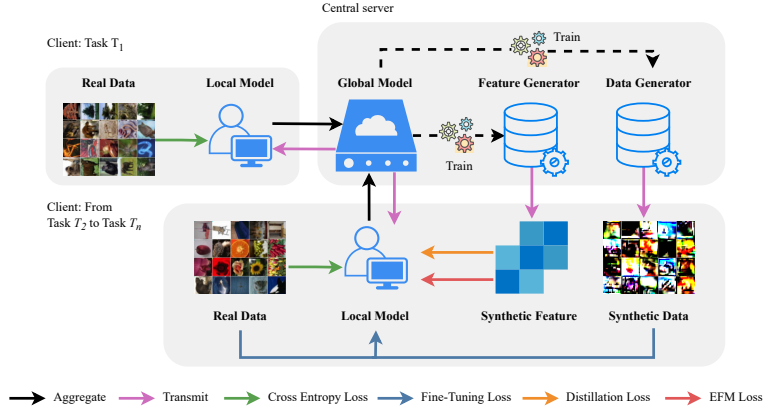 Central server
Client: Task T1
Train
Real Data
Local Model
Global Model
Feature Generator
Data Generator
Train
Client: From
Task T2 to Task Tn
Real Data
Local Model
Synthetic Feature
Synthetic Data
Aggregate
Transmit
Cross Entropy Loss
Fine-Tuning Loss
Distillation Loss
EFM Loss